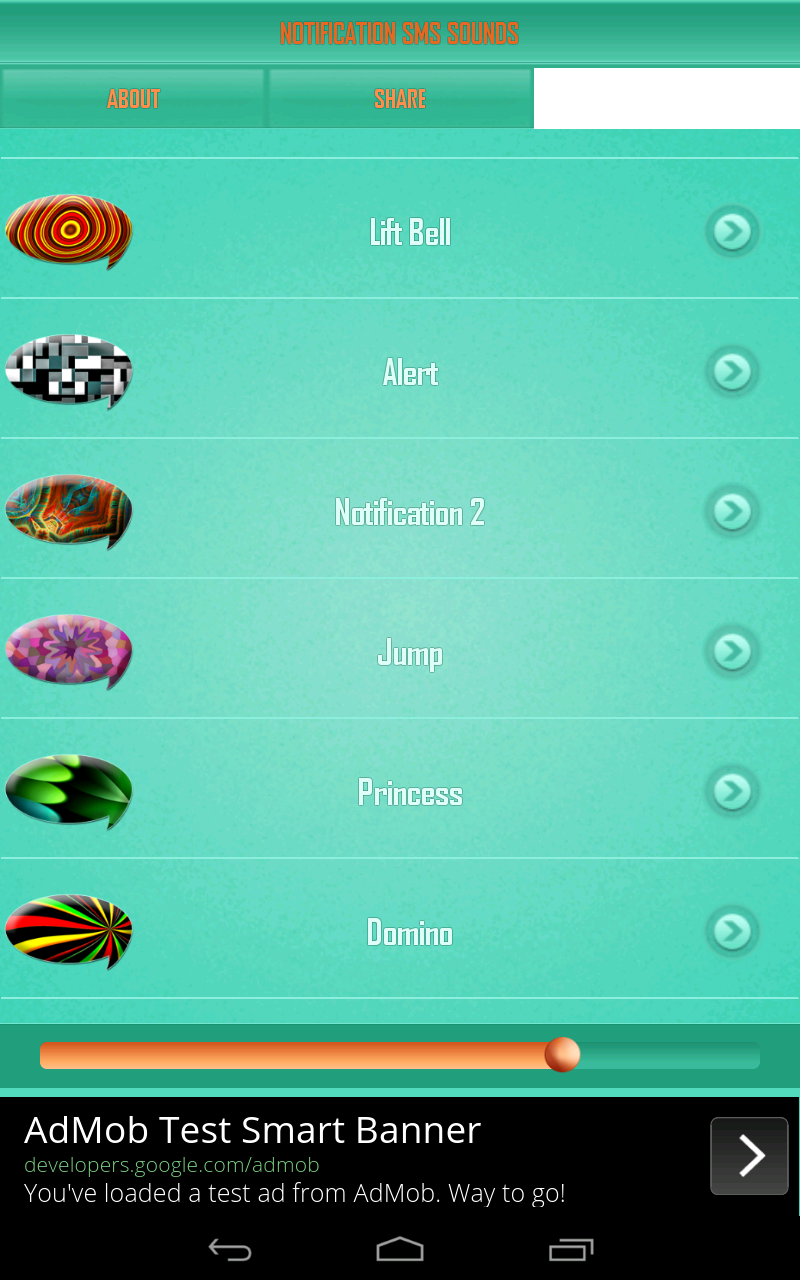 NOTIFICATION SMS SOUNDS
ABOUT
SHARE
Lift Bell
Alert
Notification 2
Jump
Princess
Domino
AdMob Test Smart Banner
developers.google.com/admob
You've loaded a test ad from AdMob. Way to go!